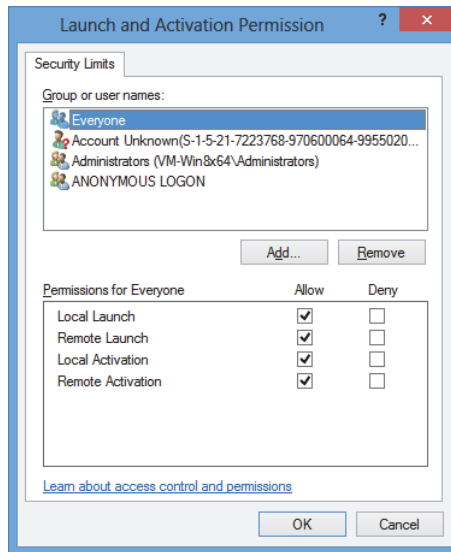 Launch and Activation Permission ?
Security Limits
Group or user names:
Everyone
Account Unknown(S-1-5-21-7223768-970600064-9955020...
Administrators (VM-Win8x64\Administrators)
ANONYMOUS LOGON
Add... Remove
Permissions for Everyone Allow Deny
Local Launch
Remote Launch
Local Activation
Remote Activation
Learn about access control and permissions
OK Cancel